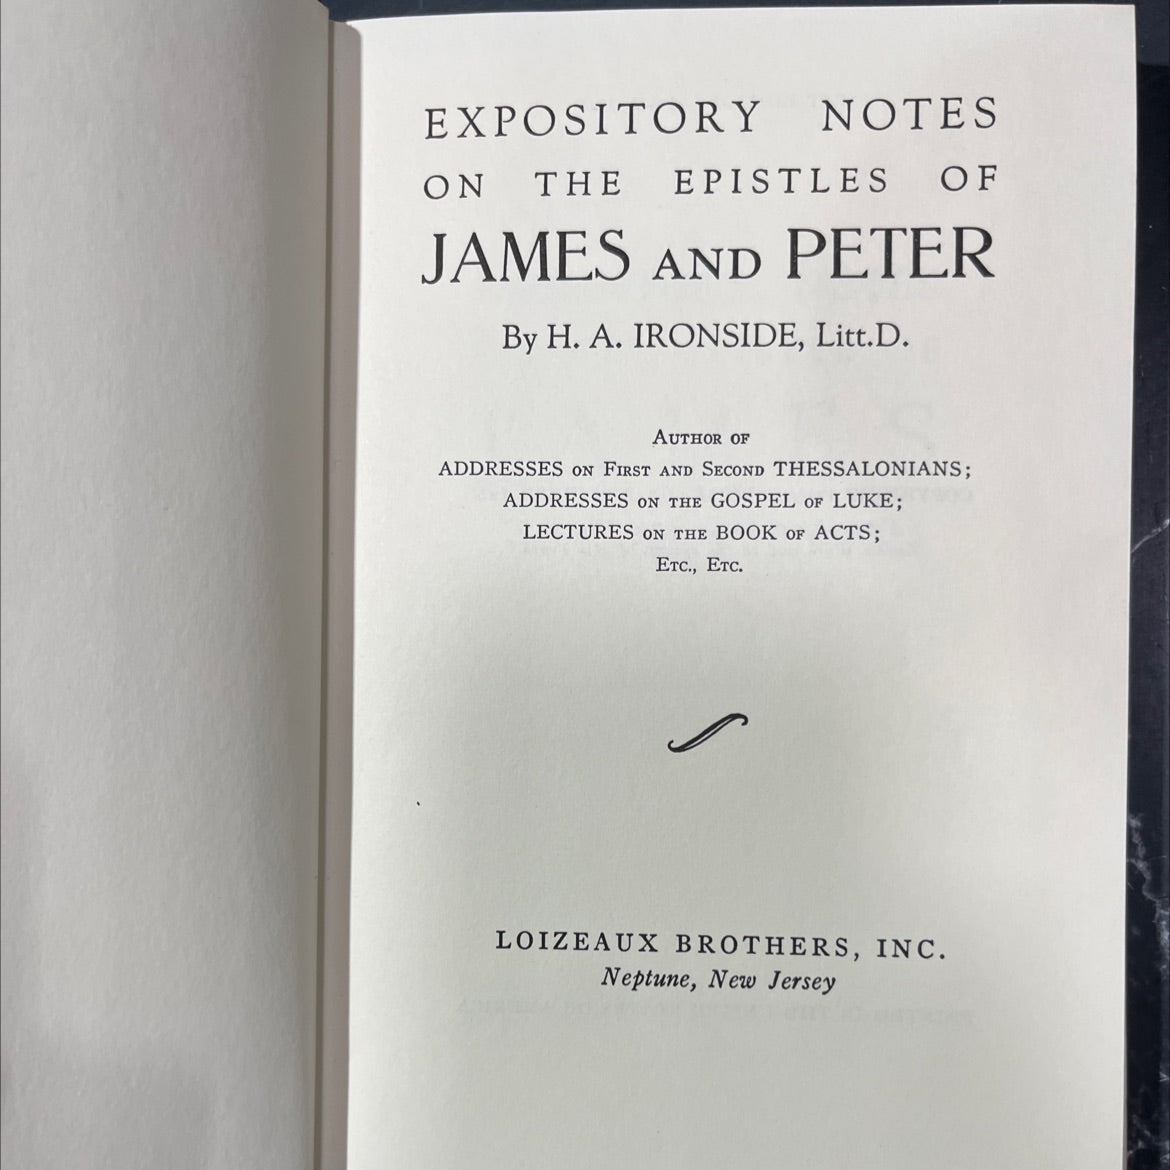 EXPOSITORY NOTES
ON THE EPISTLES OF
JAMES AND PETER
By H. A. IRONSIDE, Litt.D.
AUTHOR OF
ADDRESSES ON FIRST AND SECOND THESSALONIANS;
ADDRESSES ON THE GOSPEL OF LUKE;
LECTURES ON THE BOOK OF ACTS;
ETC., ETC.
LOIZEAUX BROTHERS, INC.
Neptune, New Jersey